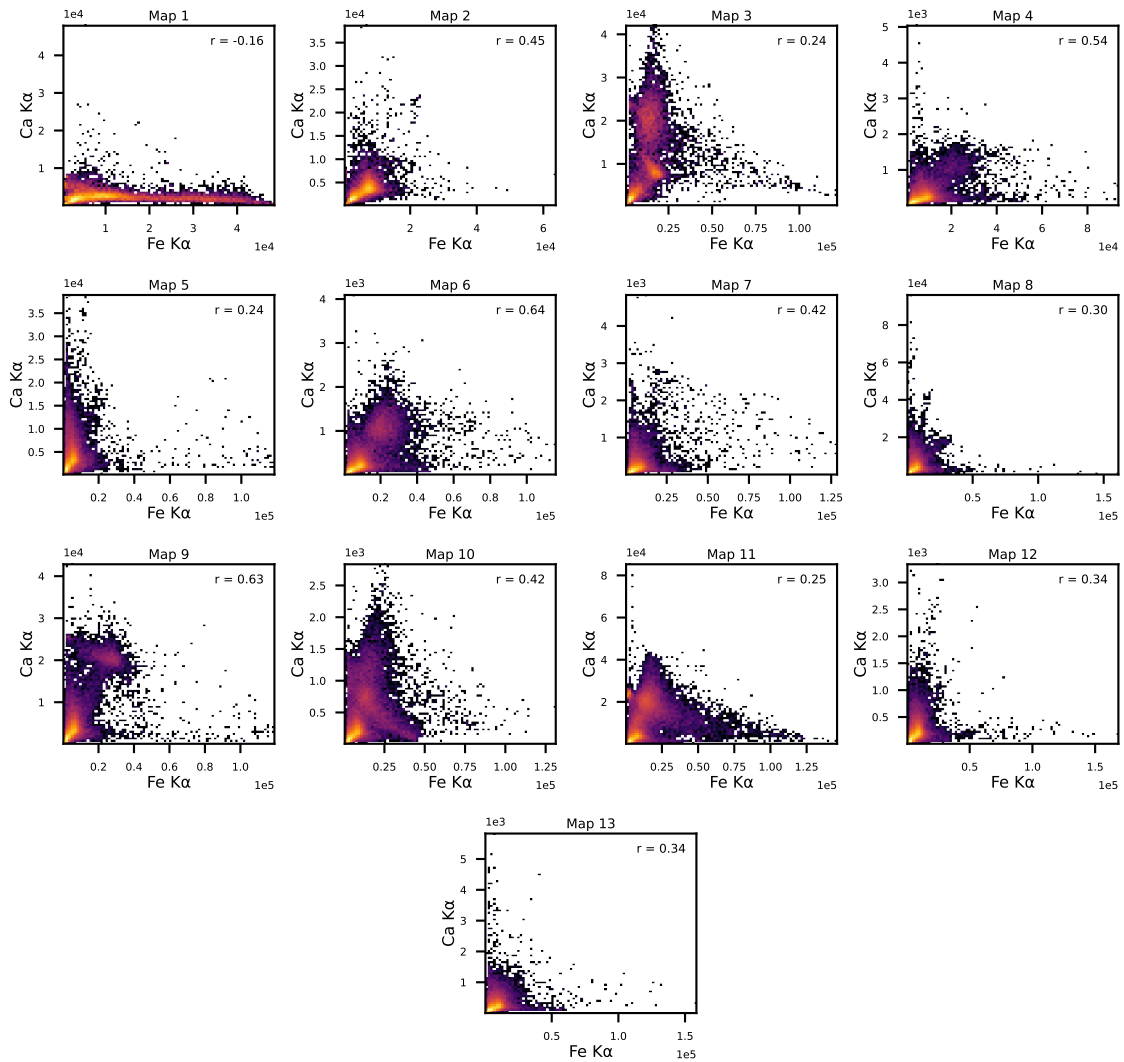 Map 1
1e4
r = -0.16
Ca Kα
4
3
2
1
1 2 3 4
Fe Kα
1e4
Map 2
1e4
r = 0.45
Ca Kα
3.5
3.0
2.5
2.0
1.5
1.0
0.5
2 4 6
Fe Kα
1e4
Map 3
1e4
r = 0.24
Ca Kα
4
3
2
1
0.25 0.50 0.75 1.00
Fe Kα
1e5
Map 4
1e3
r = 0.54
Ca Kα
5
4
3
2
1
2 4 6 8
Fe Kα
1e4
Map 5
1e4
r = 0.24
Ca Kα
3.5
3.0
2.5
2.0
1.5
1.0
0.5
0.2 0.4 0.6 0.8 1.0
Fe Kα
1e5
Map 6
1e3
r = 0.64
Ca Kα
4
3
2
1
0.2 0.4 0.6 0.8 1.0
Fe Kα
1e5
Map 7
1e3
r = 0.42
Ca Kα
4
3
2
1
0.25 0.50 0.75 1.00 1.25
Fe Kα
1e5
Map 8
1e4
r = 0.30
Ca Kα
8
6
4
2
0.5 1.0 1.5
Fe Kα
1e5
Map 9
1e4
r = 0.63
Ca Kα
4
3
2
1
0.2 0.4 0.6 0.8 1.0
Fe Kα
1e5
Map 10
1e3
r = 0.42
Ca Kα
2.5
2.0
1.5
1.0
0.5
0.25 0.50 0.75 1.00 1.25
Fe Kα
1e5
Map 11
1e4
r = 0.25
Ca Kα
8
6
4
2
0.25 0.50 0.75 1.00 1.25
Fe Kα
1e5
Map 12
1e3
r = 0.34
Ca Kα
3.0
2.5
2.0
1.5
1.0
0.5
0.5 1.0 1.5
Fe Kα
1e5
Map 13
1e3
r = 0.34
Ca Kα
5
4
3
2
1
0.5 1.0 1.5
Fe Kα
1e5